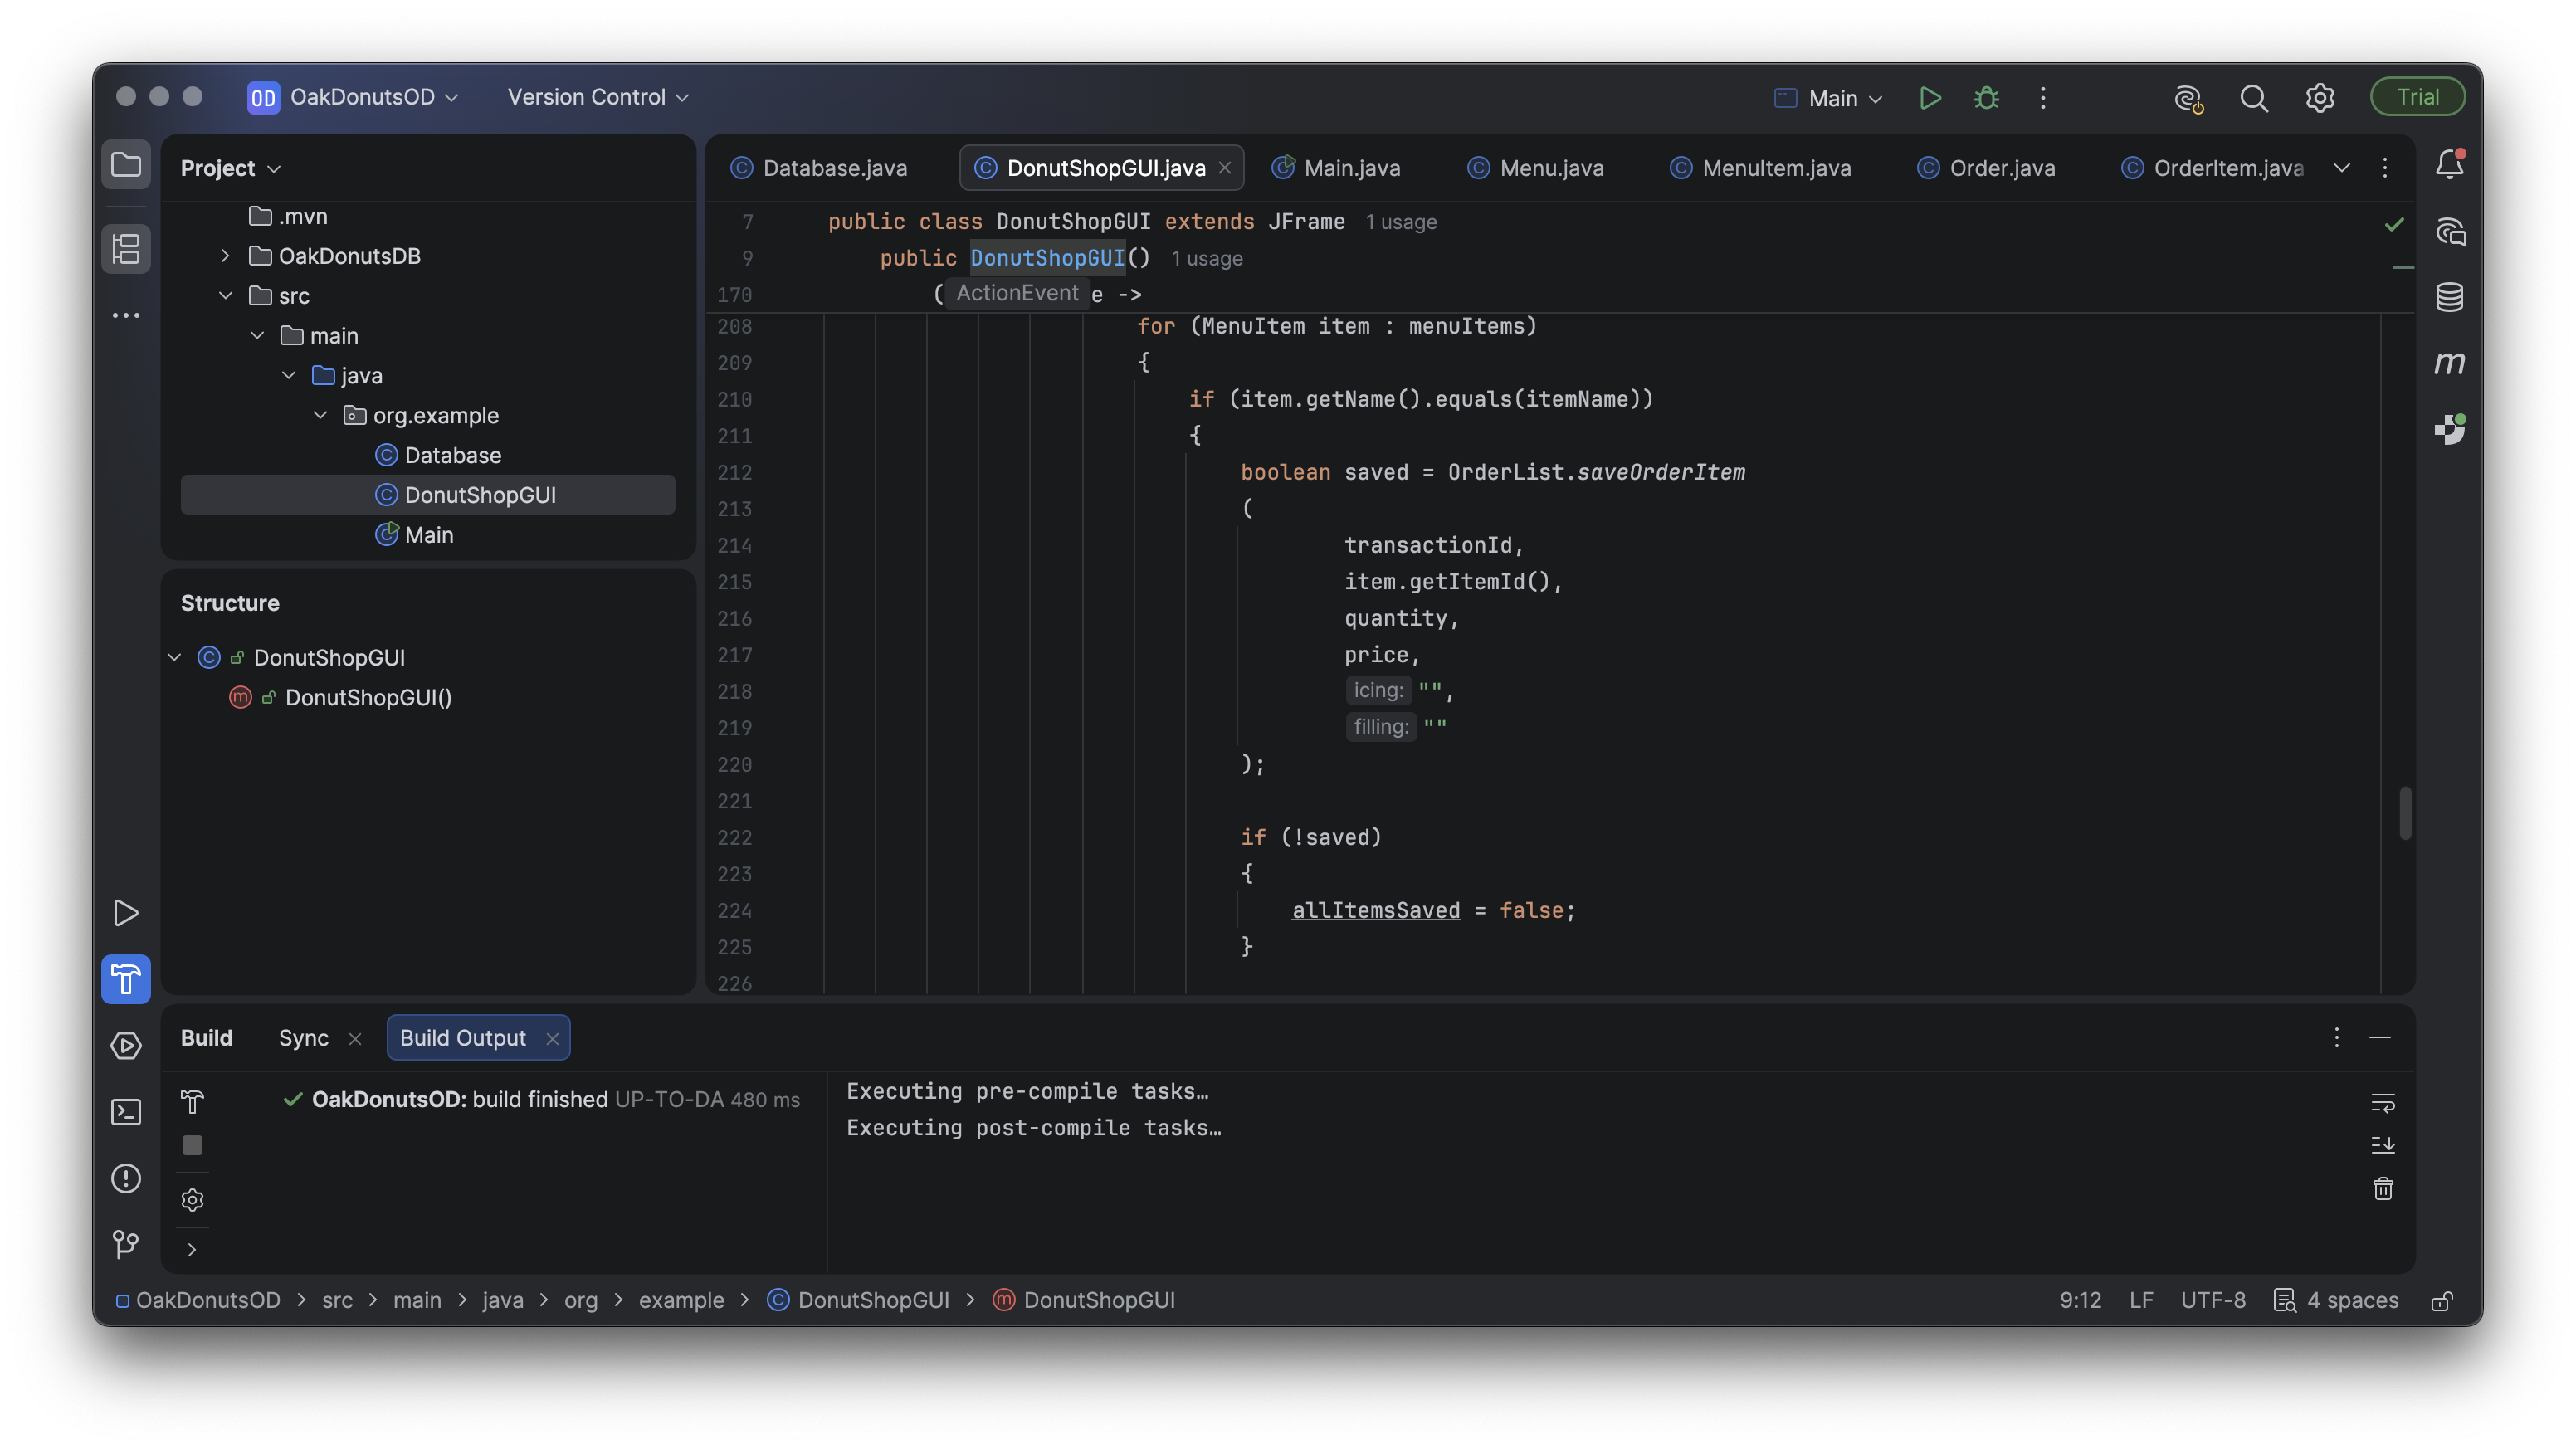 OD OakDonutsOD Version Control Main Trial
Project
.mvn
OakDonutsDB
src
main
java
org.example
Database
DonutShopGUI
Main
Structure
DonutShopGUI
DonutShopGUI()
Database.java DonutShopGUI.java Main.java Menu.java MenuItem.java Order.java OrderItem.java
7 public class DonutShopGUI extends JFrame 1 usage
9 public DonutShopGUI() 1 usage
170 ( ActionEvent e ->
208 for (MenuItem item : menuItems)
209 {
210 if (item.getName().equals(itemName))
211 {
212 boolean saved = OrderList.saveOrderItem
213 (
214 transactionId,
215 item.getItemId(),
216 quantity,
217 price,
218 icing: "",
219 filling: ""
220 );
221
222 if (!saved)
223 {
224 allItemsSaved = false;
225 }
226
Build Sync Build Output
OakDonutsOD: build finished UP-TO-DA 480 ms
Executing pre-compile tasks…
Executing post-compile tasks…
OakDonutsOD > src > main > java > org > example > DonutShopGUI > DonutShopGUI 9:12 LF UTF-8 4 spaces